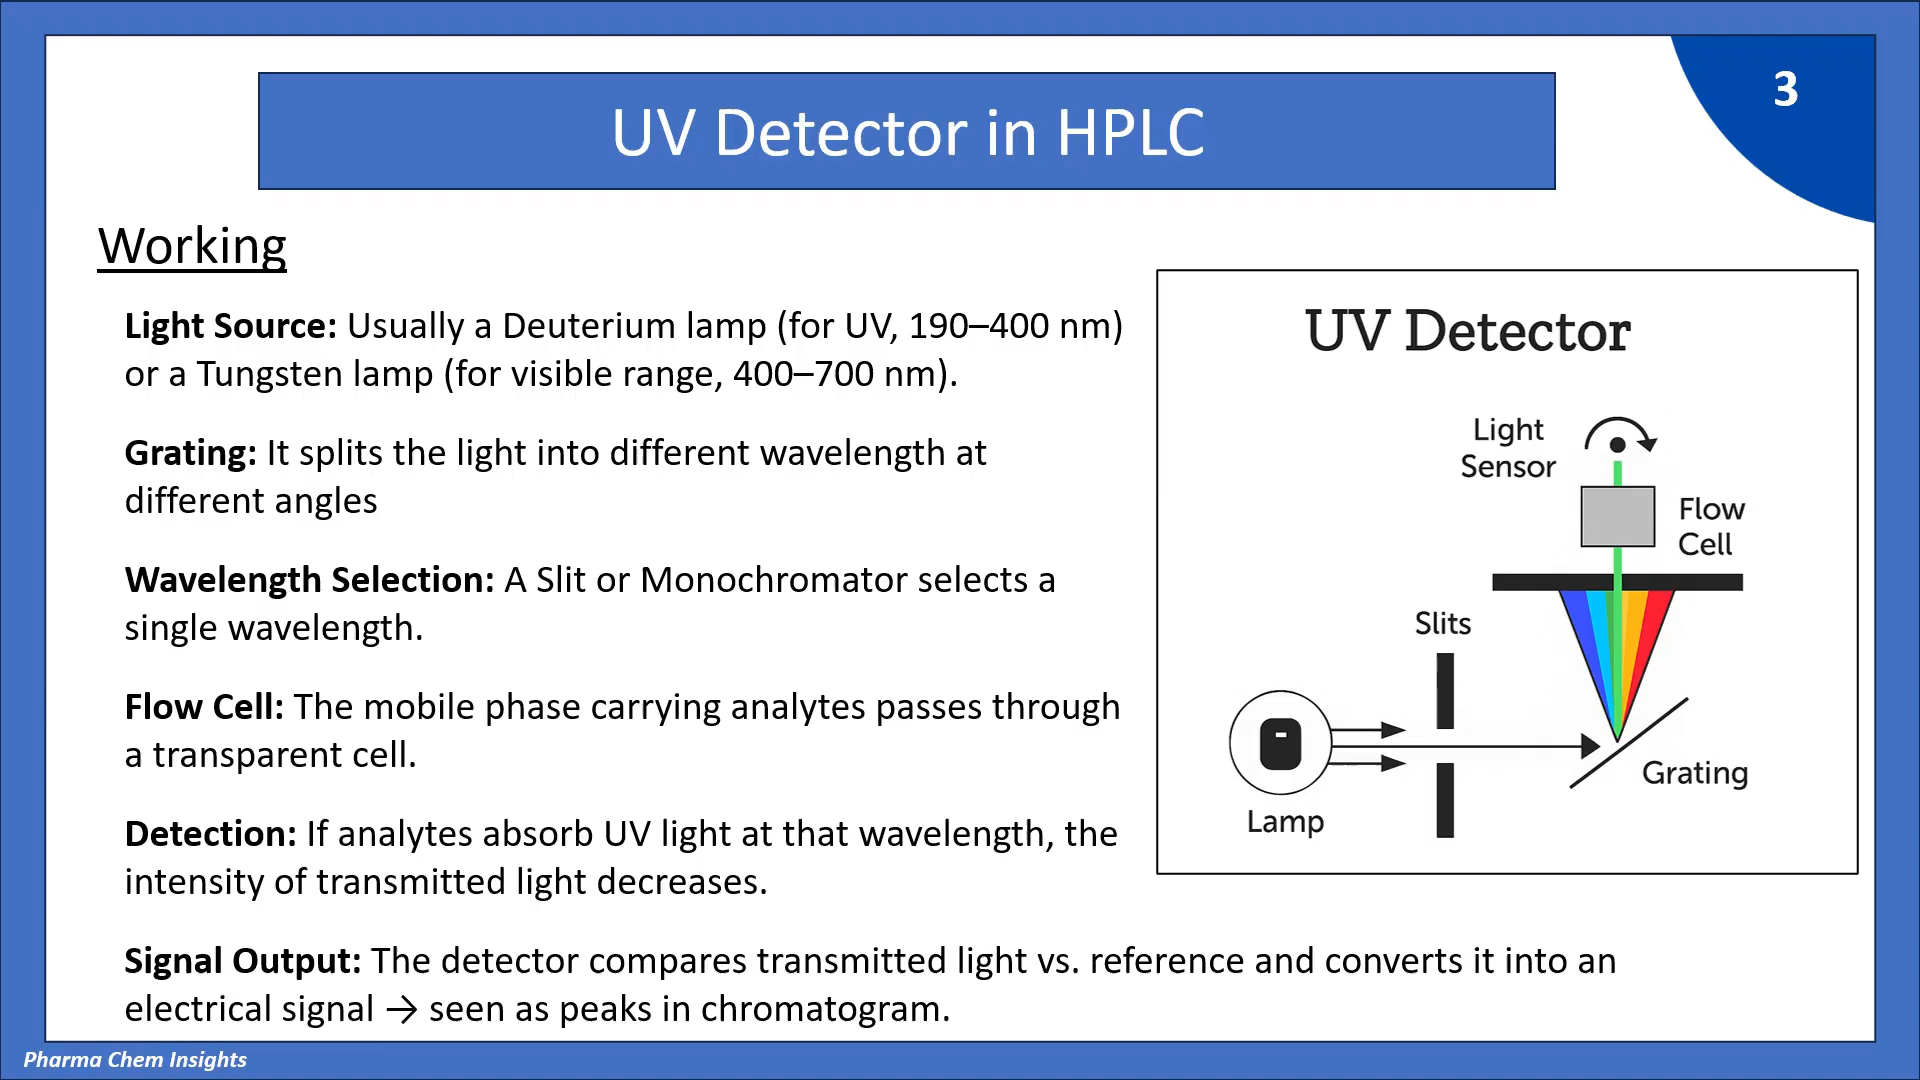 3
UV Detector in HPLC
Working
Light Source: Usually a Deuterium lamp (for UV, 190–400 nm)
or a Tungsten lamp (for visible range, 400–700 nm).
Grating: It splits the light into different wavelength at
different angles
Wavelength Selection: A Slit or Monochromator selects a
single wavelength.
Flow Cell: The mobile phase carrying analytes passes through
a transparent cell.
Detection: If analytes absorb UV light at that wavelength, the
intensity of transmitted light decreases.
Signal Output: The detector compares transmitted light vs. reference and converts it into an
electrical signal → seen as peaks in chromatogram.
UV Detector
Light
Sensor
Flow
Cell
Slits
Grating
Lamp
Pharma Chem Insights